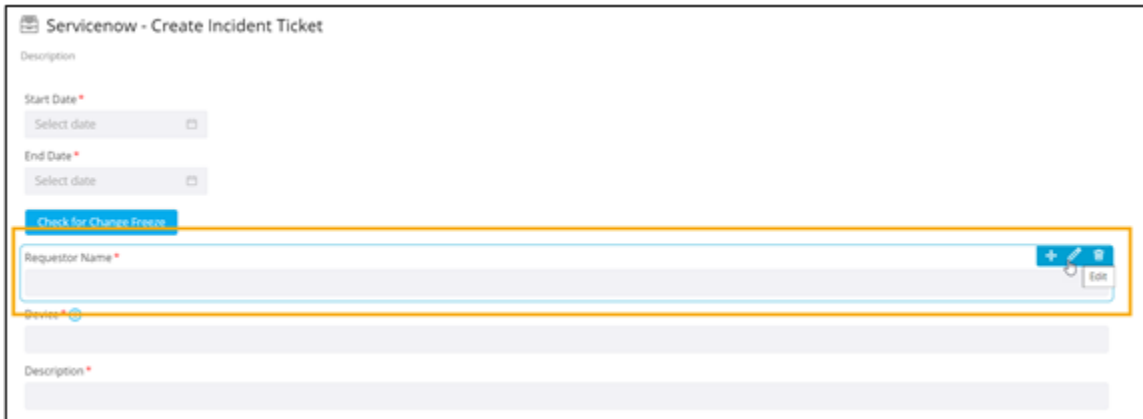 Servicenow - Create Incident Ticket
Description
Start Date*
Select date
End Date*
Select date
Check for Change Freeze
Requestor Name*
Edit
Device*
Description*